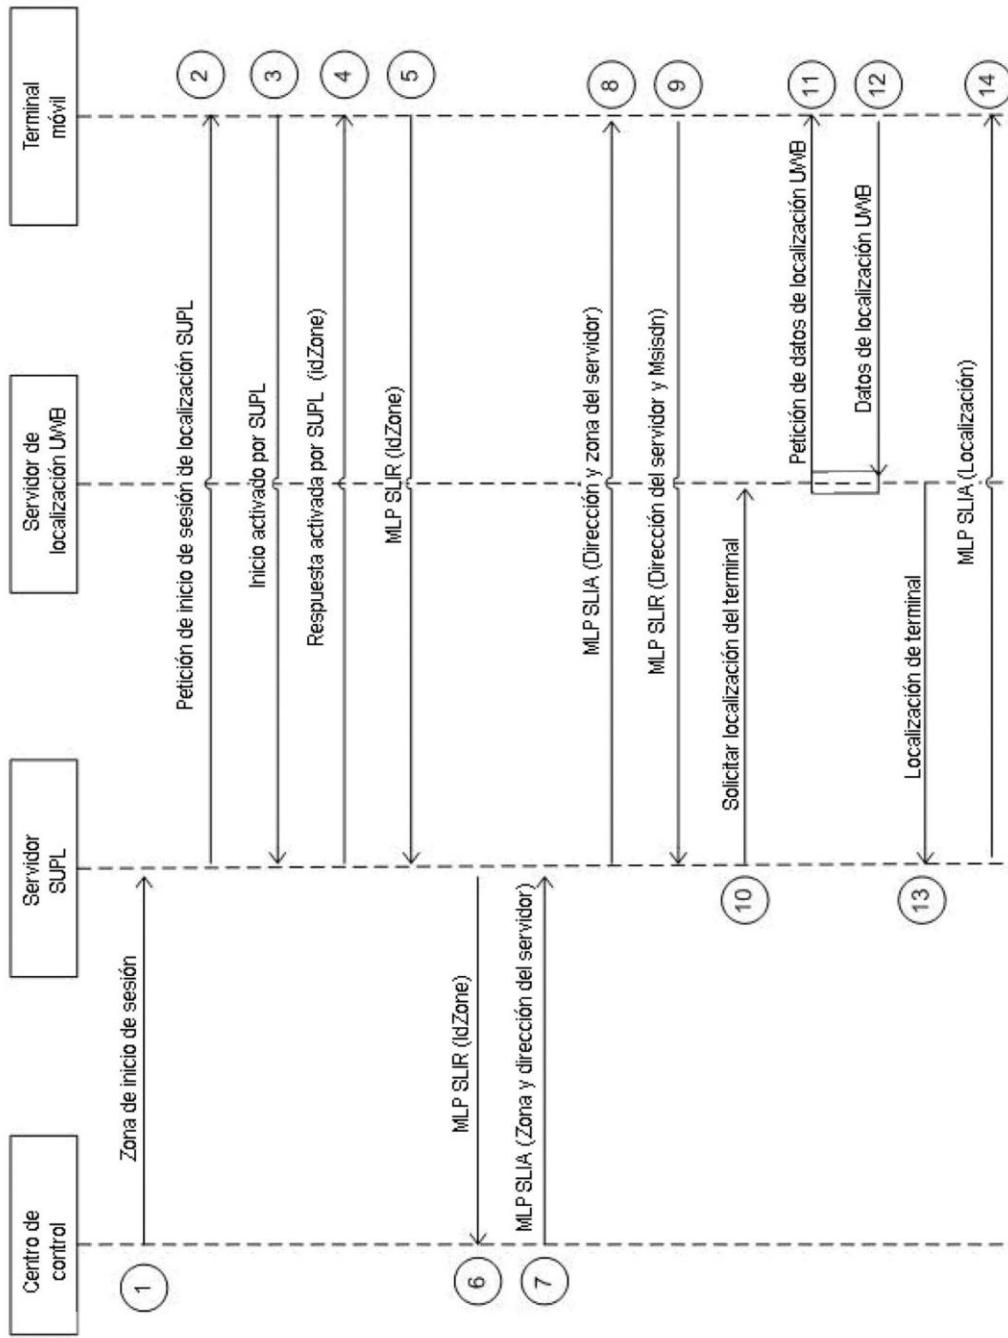 Centro de
control
Servidor
SUPL
Servidor de
localización UWB
Terminal
móvil
1
Zona de inicio de sesión
Petición de inicio de sesión de localización SUPL
2
Inicio activado por SUPL
3
Respuesta activada por SUPL (idZone)
4
MLP SLIR (IdZone)
5
6
MLP SLIR (IdZone)
7
MLP SLIA (Zona y dirección del servidor)
MLP SLIA (Dirección y zona del servidor)
8
MLP SLIR (Dirección del servidor y Msisdn)
9
10
Solicitar localización del terminal
Petición de datos de localización UWB
11
Datos de localización UWB
12
13
Localización de terminal
MLP SLIA (Localización)
14